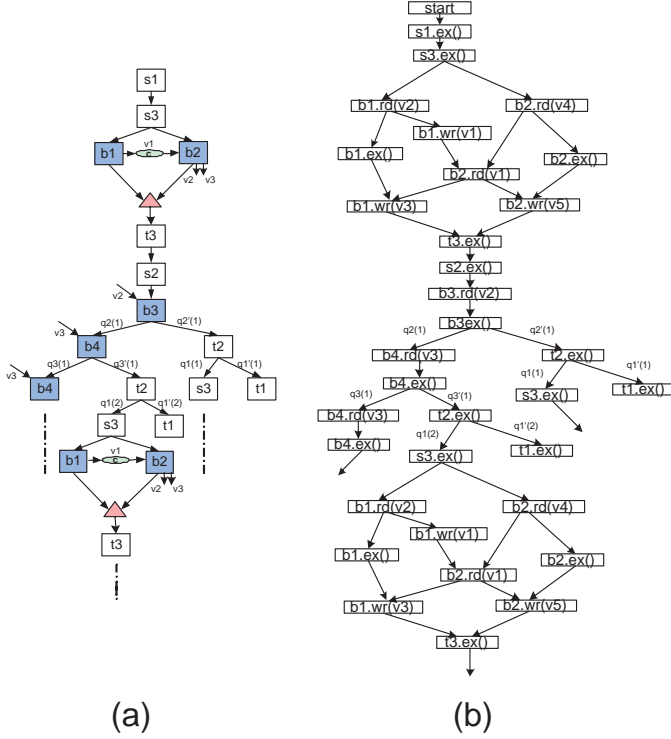 s1
s3
v1
b1
c
b2
v2
v3
t3
s2
v2
b3
q2(1)
q2'(1)
v3
b4
t2
v3
q3(1)
q3'(1)
q1(1)
q1'(1)
b4
t2
s3
t1
q1(2)
q1'(2)
s3
t1
v1
b1
c
b2
v2
v3
t3
(a)
start
s1.ex()
s3.ex()
b1.rd(v2)
b2.rd(v4)
b1.wr(v1)
b1.ex()
b2.ex()
b2.rd(v1)
b1.wr(v3)
b2.wr(v5)
t3.ex()
s2.ex()
b3.rd(v2)
b3ex()
q2(1)
q2'(1)
b4.rd(v3)
t2.ex()
q1(1)
q1'(1)
b4.ex()
t1.ex()
s3.ex()
q3(1)
q3'(1)
b4.rd(v3)
t2.ex()
q1(2)
q1'(2)
b4.ex()
t1.ex()
s3.ex()
b1.rd(v2)
b2.rd(v4)
b1.wr(v1)
b1.ex()
b2.ex()
b2.rd(v1)
b1.wr(v3)
b2.wr(v5)
t3.ex()
(b)